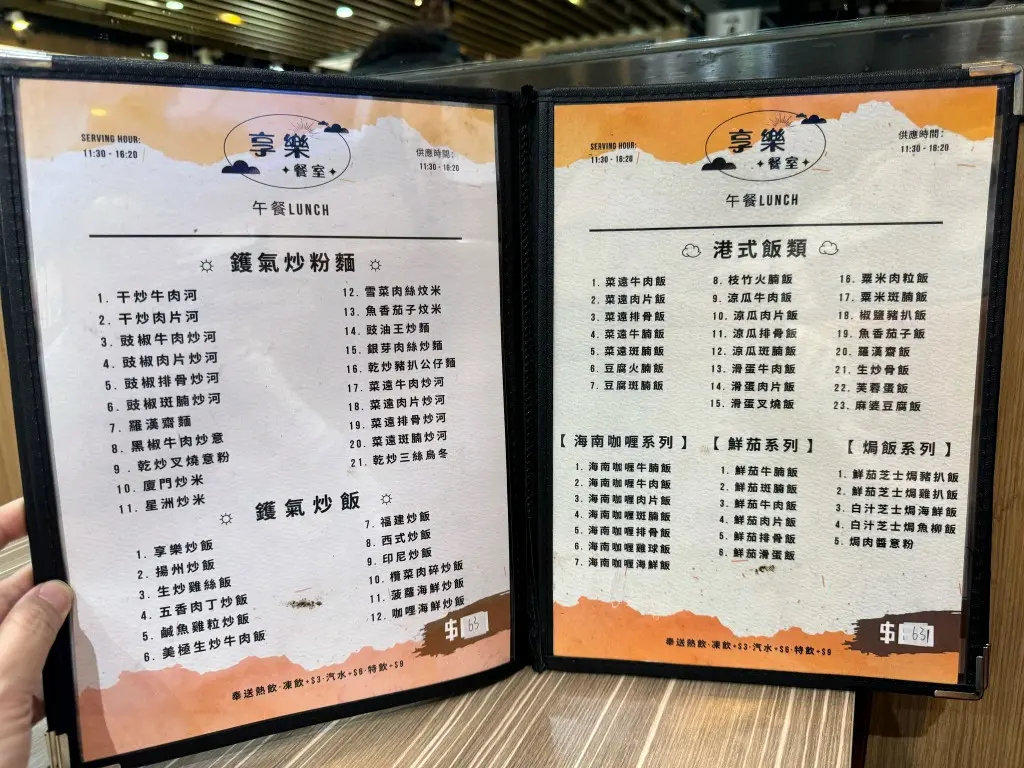 SERVING HOUR:
11:30 - 16:20
享樂
餐室
供應時間:
11:30 - 16:20
午餐LUNCH
鑊氣炒粉麵
1. 干炒牛肉河
2. 干炒肉片河
3. 豉椒牛肉炒河
4. 豉椒肉片炒河
5. 豉椒排骨炒河
6. 豉椒斑腩炒河
7. 羅漢齋麵
8. 黑椒牛肉炒意
9. 乾炒叉燒意粉
10. 廈門炒米
11. 星洲炒米
12. 雪菜肉絲炆米
13. 魚香茄子炆米
14. 豉油王炒麵
15. 銀芽肉絲炒麵
16. 乾炒豬扒公仔麵
17. 菜遠牛肉炒河
18. 菜遠肉片炒河
19. 菜遠排骨炒河
20. 菜遠斑腩炒河
21. 乾炒三絲烏冬
鑊氣炒飯
1. 享樂炒飯
2. 揚州炒飯
3. 生炒雞絲飯
4. 五香肉丁炒飯
5. 鹹魚雞粒炒飯
6. 美極生炒牛肉飯
7. 福建炒飯
8. 西式炒飯
9. 印尼炒飯
10. 欖菜肉碎炒飯
11. 菠蘿海鮮炒飯
12. 咖哩海鮮炒飯
$63
奉送熱飲·凍飲+$3·汽水+$6·特飲+$9
SERVING HOUR:
11:30 - 16:20
享樂
餐室
供應時間:
11:30 - 16:20
午餐LUNCH
港式飯類
1. 菜遠牛肉飯
2. 菜遠肉片飯
3. 菜遠排骨飯
4. 菜遠牛腩飯
5. 菜遠斑腩飯
6. 豆腐火腩飯
7. 豆腐斑腩飯
8. 枝竹火腩飯
9. 涼瓜牛肉飯
10. 涼瓜肉片飯
11. 涼瓜排骨飯
12. 涼瓜斑腩飯
13. 滑蛋牛肉飯
14. 滑蛋肉片飯
15. 滑蛋叉燒飯
16. 粟米肉粒飯
17. 粟米斑腩飯
18. 椒鹽豬扒飯
19. 魚香茄子飯
20. 羅漢齋飯
21. 生炒骨飯
22. 芙蓉蛋飯
23. 麻婆豆腐飯
【海南咖喱系列】
1. 海南咖喱牛腩飯
2. 海南咖喱牛肉飯
3. 海南咖喱肉片飯
4. 海南咖喱斑腩飯
5. 海南咖喱排骨飯
6. 海南咖喱雞球飯
7. 海南咖喱海鮮飯
【鮮茄系列】
1. 鮮茄牛腩飯
2. 鮮茄斑腩飯
3. 鮮茄牛肉飯
4. 鮮茄肉片飯
5. 鮮茄排骨飯
6. 鮮茄滑蛋飯
【焗飯系列】
1. 鮮茄芝士焗豬扒飯
2. 鮮茄芝士焗雞扒飯
3. 白汁芝士焗海鮮飯
4. 白汁芝士焗魚柳飯
5. 焗肉醬意粉
$63
奉送熱飲·凍飲+$3·汽水+$6·特飲+$9